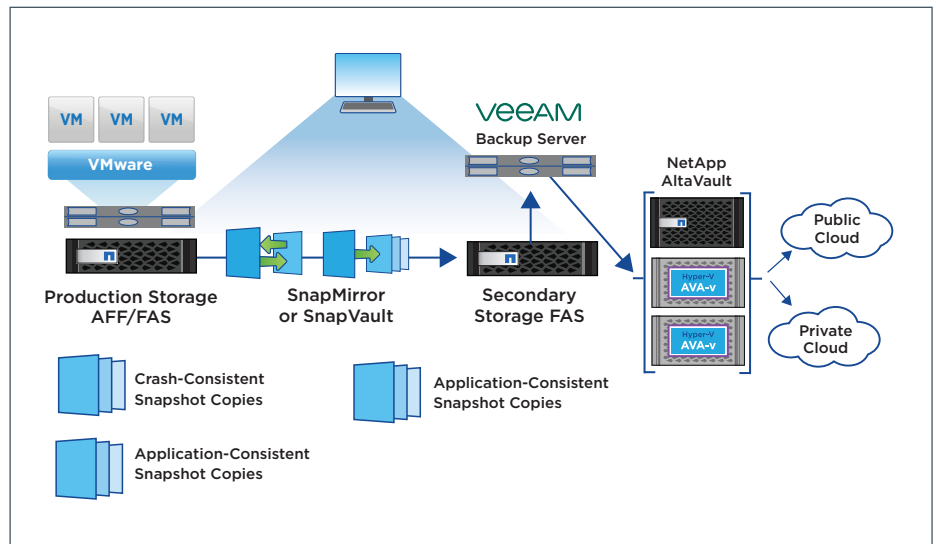 VM VM VM
VMware
Production Storage
AFF/FAS
SnapMirror
or SnapVault
veeAM
Backup Server
Secondary
Storage FAS
NetApp
AltaVault
Hyper-V
AVA-v
Hyper-V
AVA-v
Public
Cloud
Private
Cloud
Crash-Consistent
Snapshot Copies
Application-Consistent
Snapshot Copies
Application-Consistent
Snapshot Copies